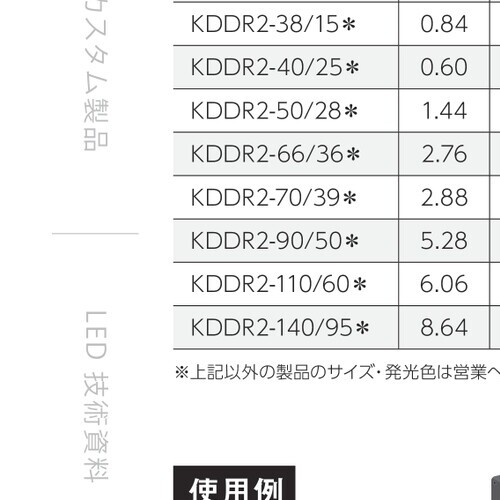 カスタム製品
LED 技術資料
KDDR2-38/15＊ 0.84
KDDR2-40/25＊ 0.60
KDDR2-50/28＊ 1.44
KDDR2-66/36＊ 2.76
KDDR2-70/39＊ 2.88
KDDR2-90/50＊ 5.28
KDDR2-110/60＊ 6.06
KDDR2-140/95＊ 8.64
※上記以外の製品のサイズ・発光色は営業へ
使用例